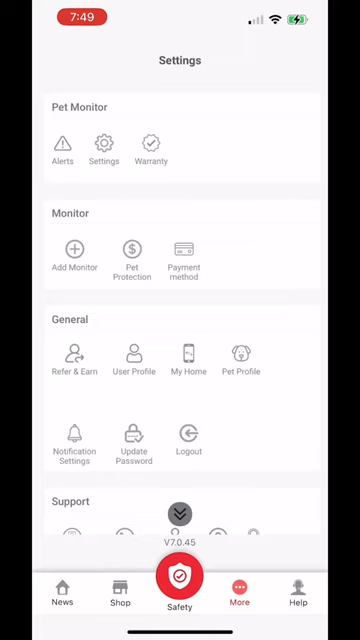 7:49
Settings
Pet Monitor
Alerts
Settings
Warranty
Monitor
Add Monitor
Pet
Protection
Payment
method
General
Refer & Earn
User Profile
My Home
Pet Profile
Notification
Settings
Update
Password
Logout
Support
V7.0.45
News
Shop
Safety
More
Help